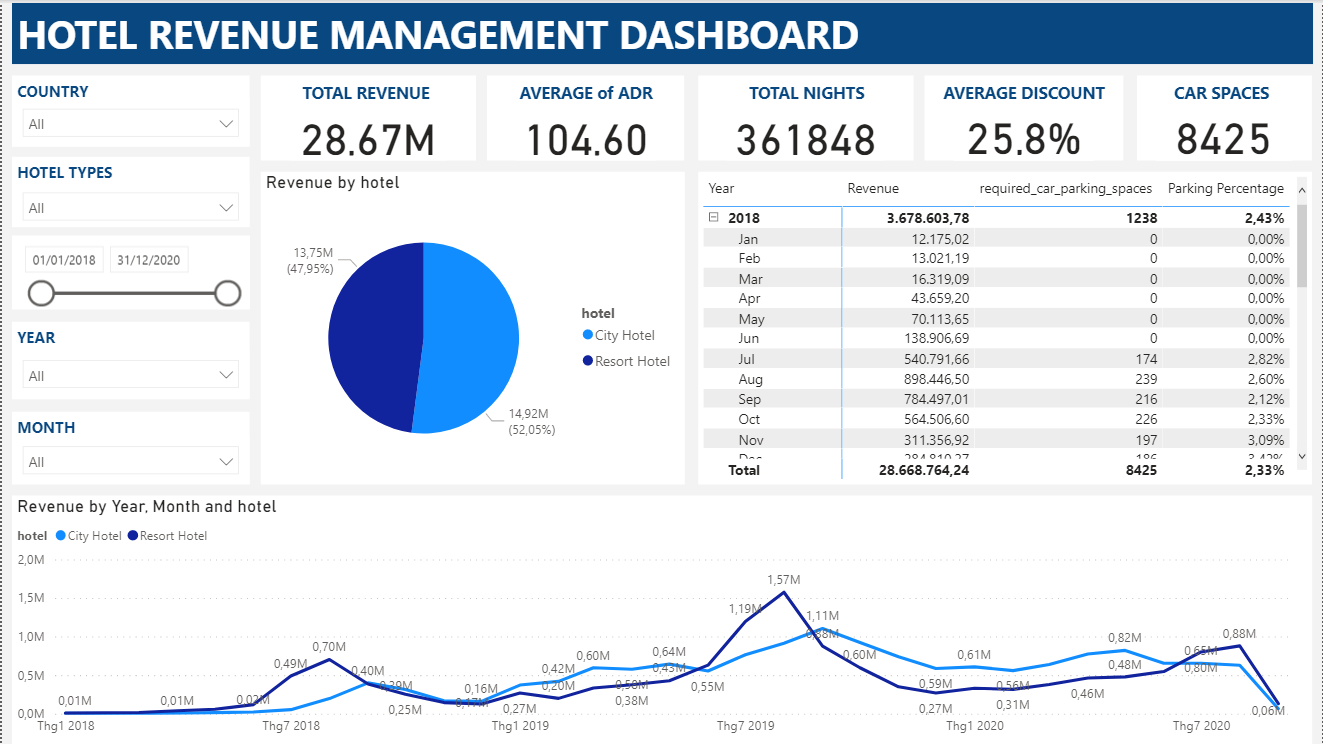 HOTEL REVENUE MANAGEMENT DASHBOARD
COUNTRY
All
HOTEL TYPES
All
01/01/2018 31/12/2020
YEAR
All
MONTH
All
TOTAL REVENUE
28.67M
AVERAGE of ADR
104.60
TOTAL NIGHTS
361848
AVERAGE DISCOUNT
25.8%
CAR SPACES
8425
Revenue by hotel
13,75M
(47,95%)
14,92M
(52,05%)
hotel
City Hotel
Resort Hotel
Year Revenue required_car_parking_spaces Parking Percentage
2018 3.678.603,78 1238 2,43%
Jan 12.175,02 0 0,00%
Feb 13.021,19 0 0,00%
Mar 16.319,09 0 0,00%
Apr 43.659,20 0 0,00%
May 70.113,65 0 0,00%
Jun 138.906,69 0 0,00%
Jul 540.791,66 174 2,82%
Aug 898.446,50 239 2,60%
Sep 784.497,01 216 2,12%
Oct 564.506,60 226 2,33%
Nov 311.356,92 197 3,09%
Total 28.668.764,24 8425 2,33%
Revenue by Year, Month and hotel
hotel City Hotel Resort Hotel
2,0M
1,5M
1,0M
0,5M
0,0M
0,01M
0,01M
0,02M
0,49M
0,70M
0,40M
0,25M
0,16M
0,27M
0,42M
0,20M
0,60M
0,38M
0,64M
0,43M
0,55M
1,19M
1,57M
1,11M
0,88M
0,60M
0,59M
0,27M
0,61M
0,56M
0,31M
0,46M
0,82M
0,48M
0,65M
0,80M
0,88M
0,06M
Thg1 2018 Thg7 2018 Thg1 2019 Thg7 2019 Thg1 2020 Thg7 2020